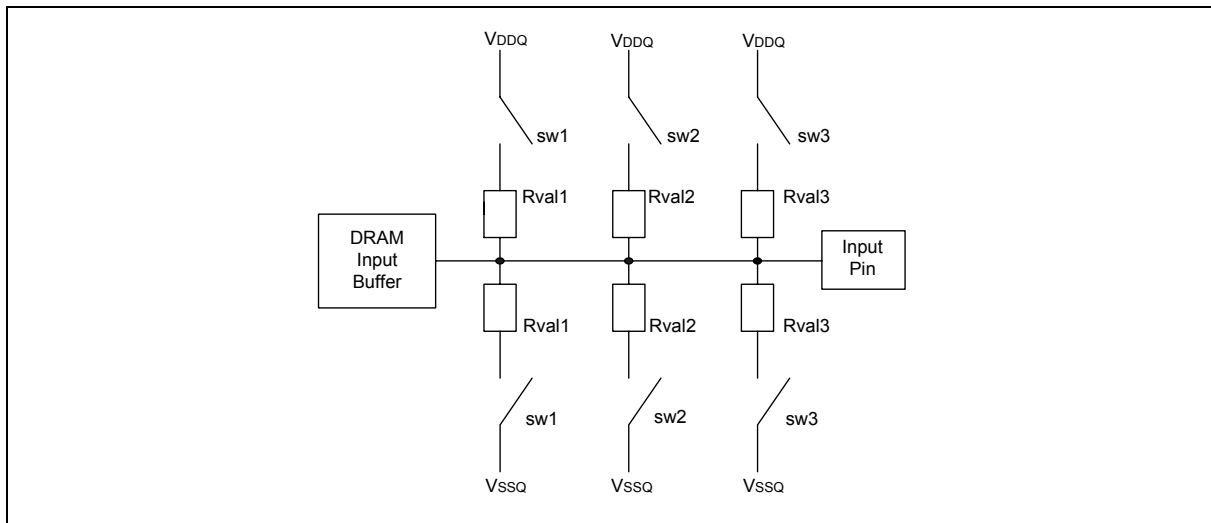 VDDQ VDDQ VDDQ
sw1 sw2 sw3
Rval1 Rval2 Rval3
DRAM
Input
Buffer
Input
Pin
Rval1 Rval2 Rval3
sw1 sw2 sw3
VSSQ VSSQ VSSQ